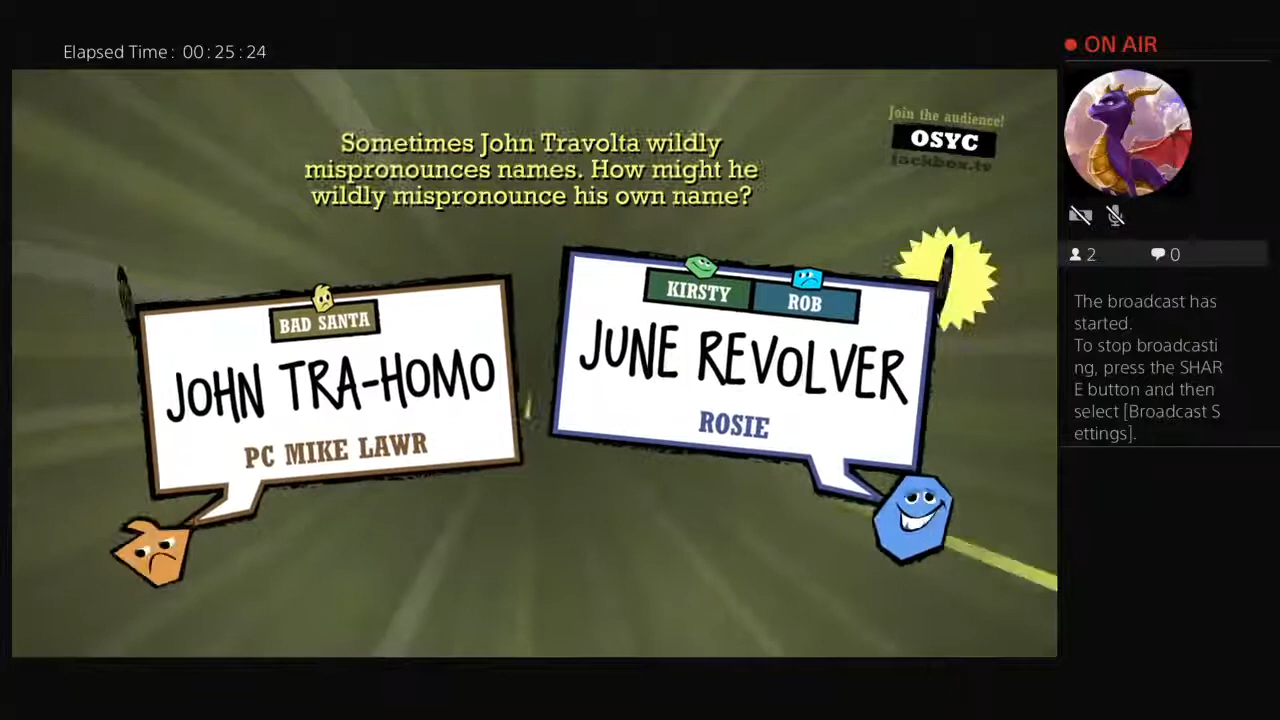 Elapsed Time: 00:25:24
ON AIR
Sometimes John Travolta wildly
mispronounces names. How might he
wildly mispronounce his own name?
Join the audience!
OSYC
jackbox.tv
2
0
The broadcast has
started.
To stop broadcasti
ng, press the SHAR
E button and then
select [Broadcast S
ettings].
BAD SANTA
JOHN TRA-HOMO
PC MIKE LAWR
KIRSTY
ROB
JUNE REVOLVER
ROSIE